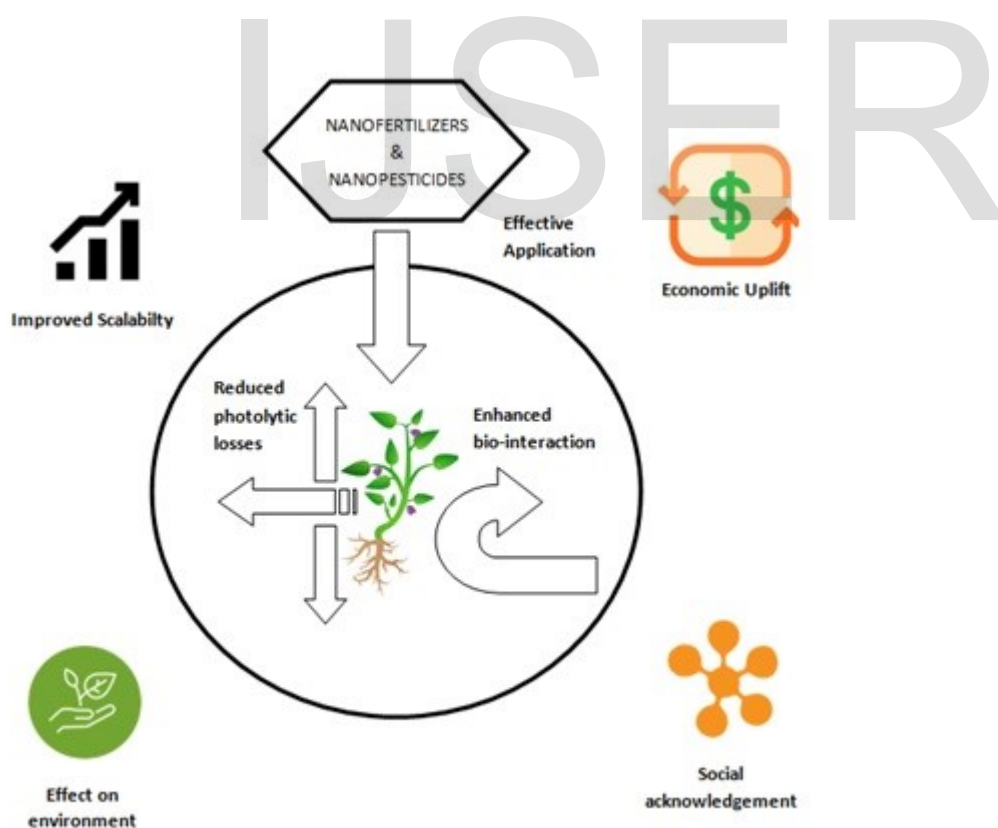 IJSER
NANOFERTILIZERS
&
NANOPESTICIDES
Effective
Application
Economic Uplift
Improved Scalabilty
Reduced
photolytic
losses
Enhanced
bio-interaction
$
Effect on
environment
Social
acknowledgement